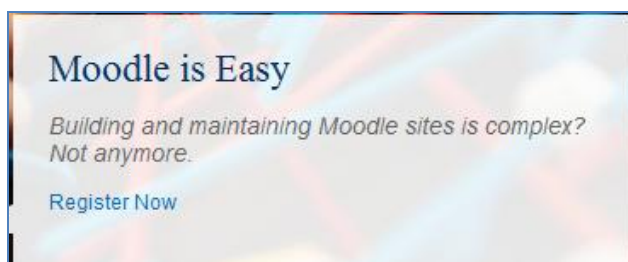 Moodle is Easy
Building and maintaining Moodle sites is complex?
Not anymore.
Register Now